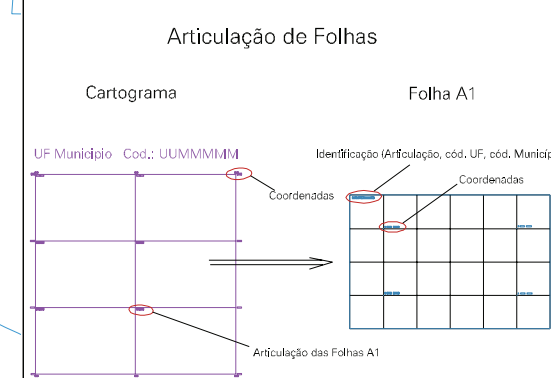 Articulação de Folhas
Cartograma
Folha A1
UF Municipio Cod.: UUMMMMM
Identificação (Articulação, cód. UF, cód. Municíp
Coordenadas
Coordenadas
Articulação das Folhas A1